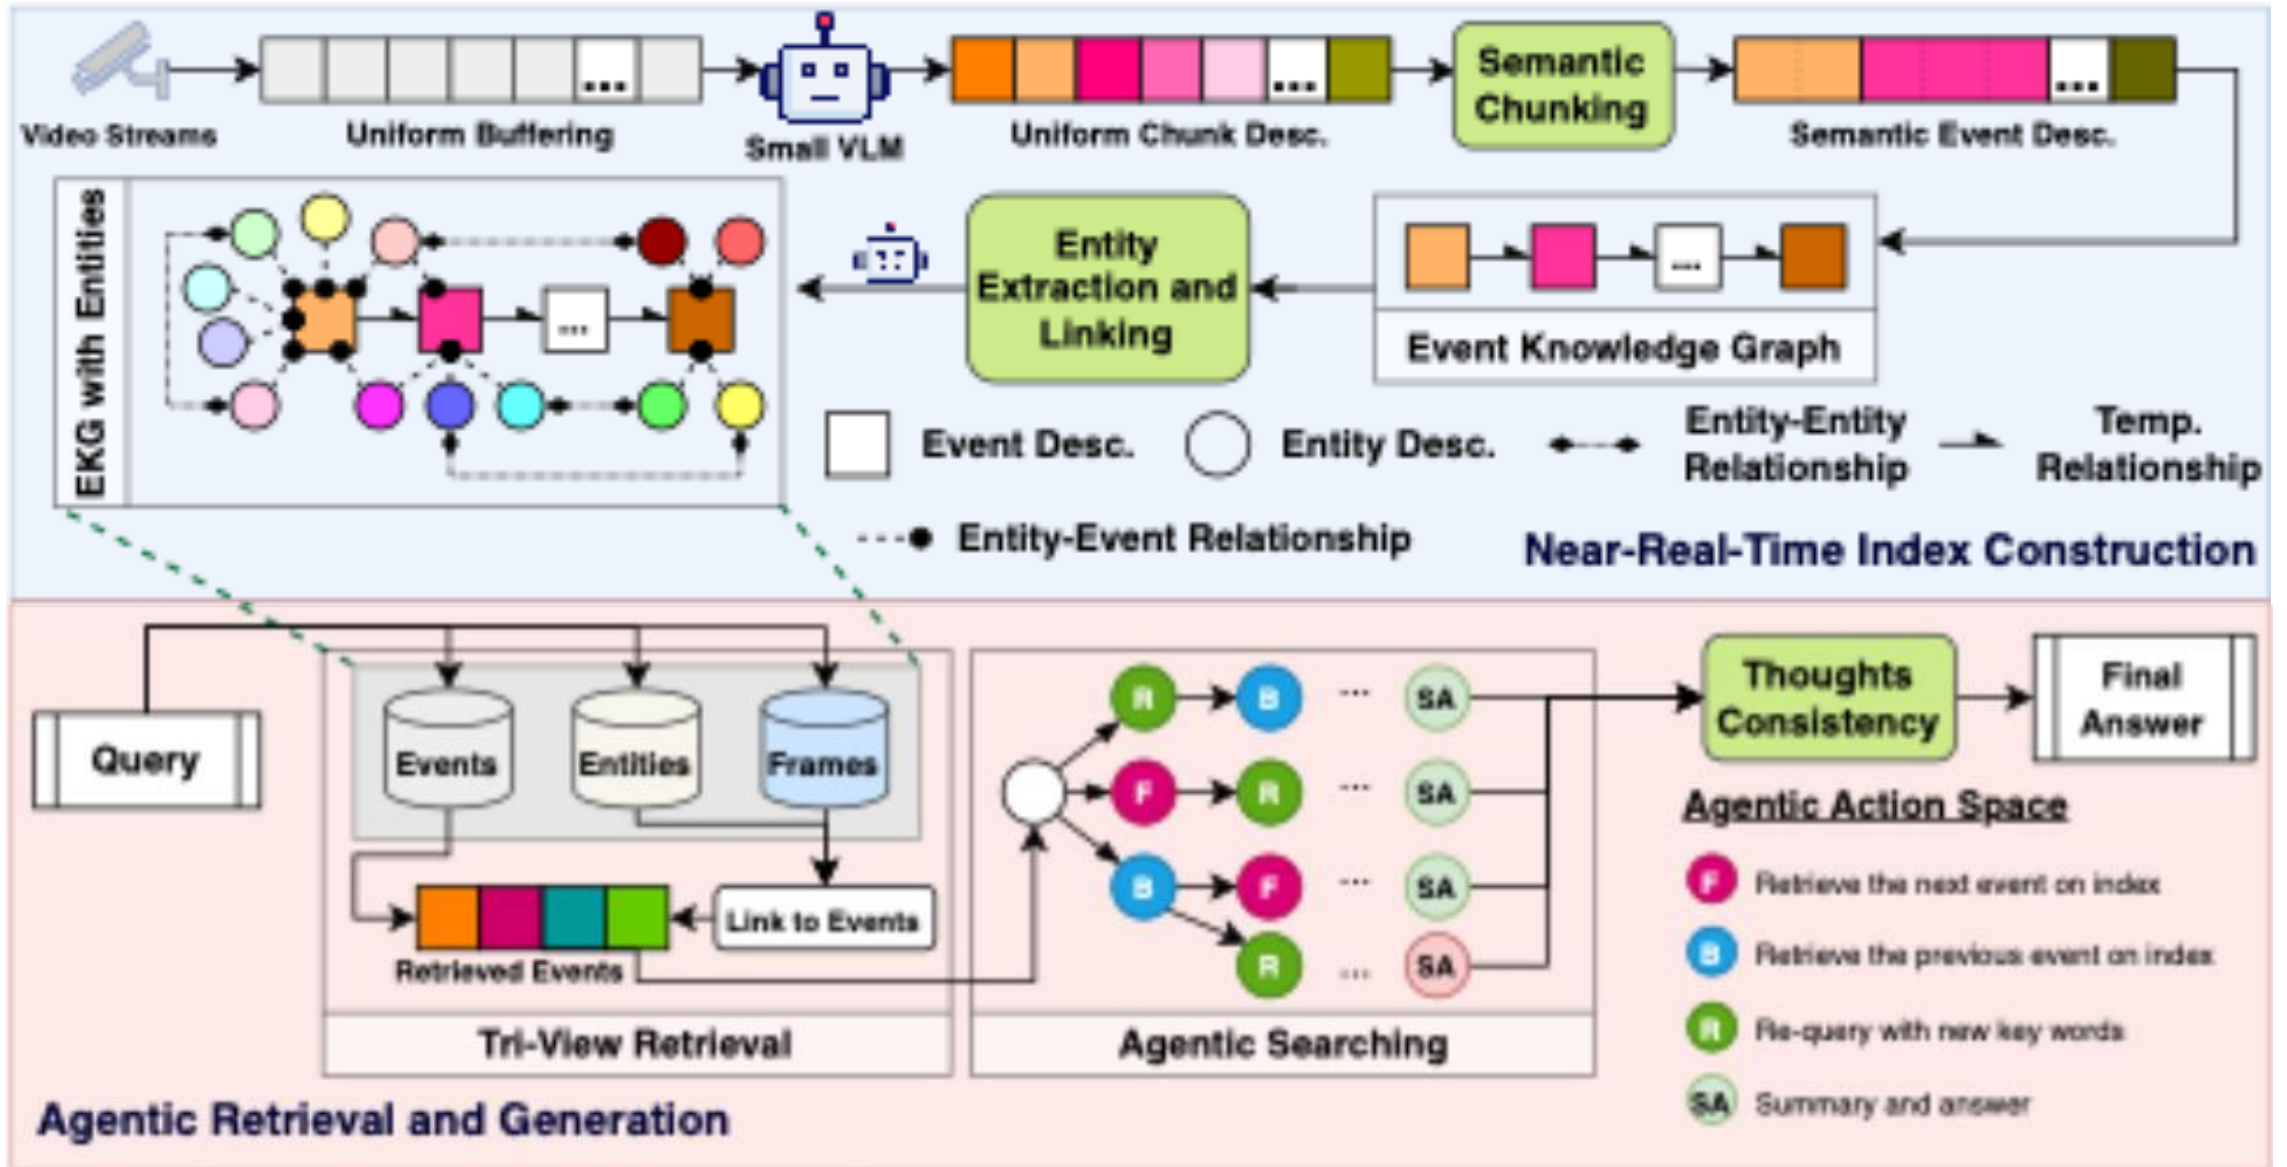 Video Streams
Uniform Buffering
Small VLM
Uniform Chunk Desc.
Semantic
Chunking
Semantic Event Desc.
EKG with Entities
...
Entity
Extraction and
Linking
...
Event Knowledge Graph
Event Desc.
Entity Desc.
Entity-Entity
Relationship
Temp.
Relationship
Entity-Event Relationship
Near-Real-Time Index Construction
Query
Events
Entities
Frames
Link to Events
Retrieved Events
Tri-View Retrieval
R B ... SA
F R ... SA
B F ... SA
R ... SA
Agentic Searching
Thoughts
Consistency
Final
Answer
Agentic Action Space
F Retrieve the next event on index
B Retrieve the previous event on index
R Re-query with new key words
SA Summary and answer
Agentic Retrieval and Generation